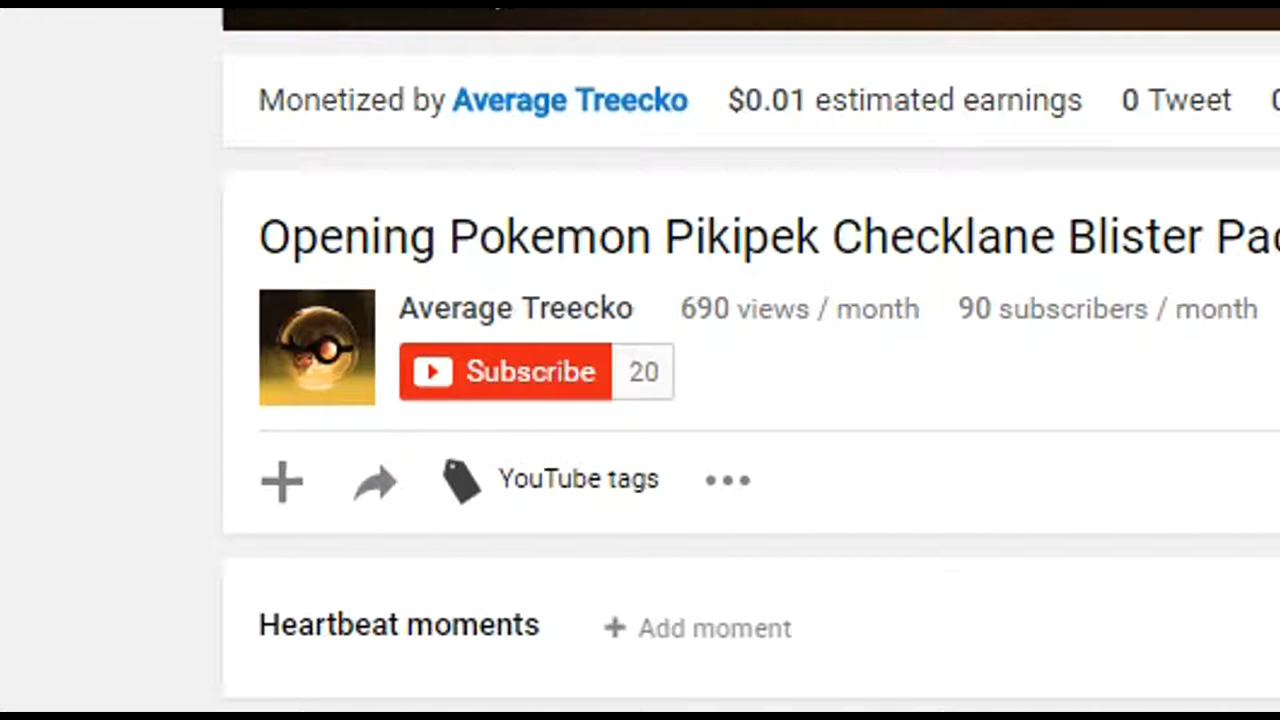 Monetized by Average Treecko $0.01 estimated earnings 0 Tweet
Opening Pokemon Pikipek Checklane Blister
Average Treecko 690 views / month 90 subscribers / month
Subscribe 20
YouTube tags
Heartbeat moments + Add moment